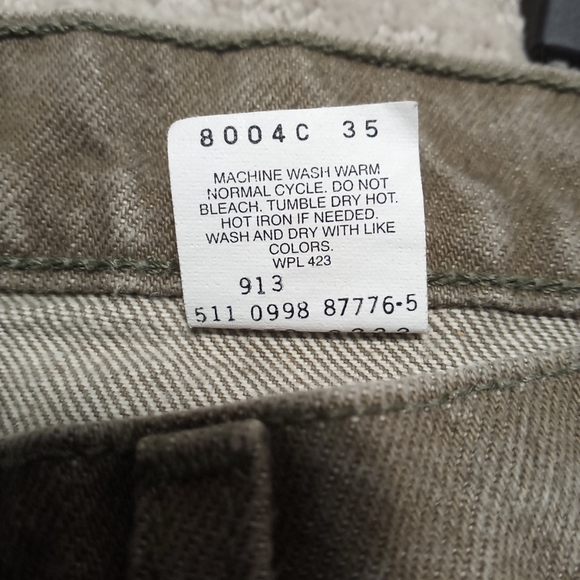 8004C 35
MACHINE WASH WARM
NORMAL CYCLE. DO NOT
BLEACH. TUMBLE DRY HOT.
HOT IRON IF NEEDED.
WASH AND DRY WITH LIKE
COLORS.
WPL 423
913
511 0998 87776-5